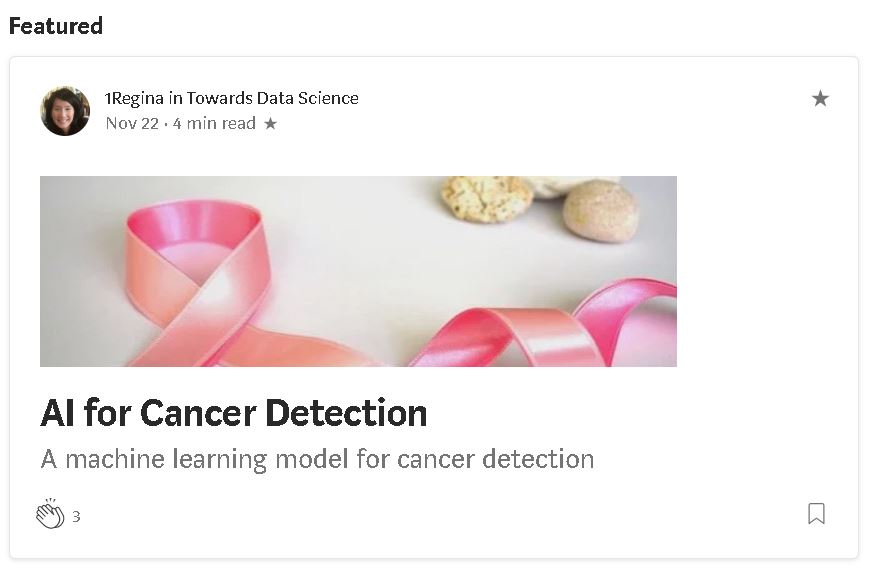 Featured
1Regina in Towards Data Science
Nov 22 · 4 min read ★
AI for Cancer Detection
A machine learning model for cancer detection
3